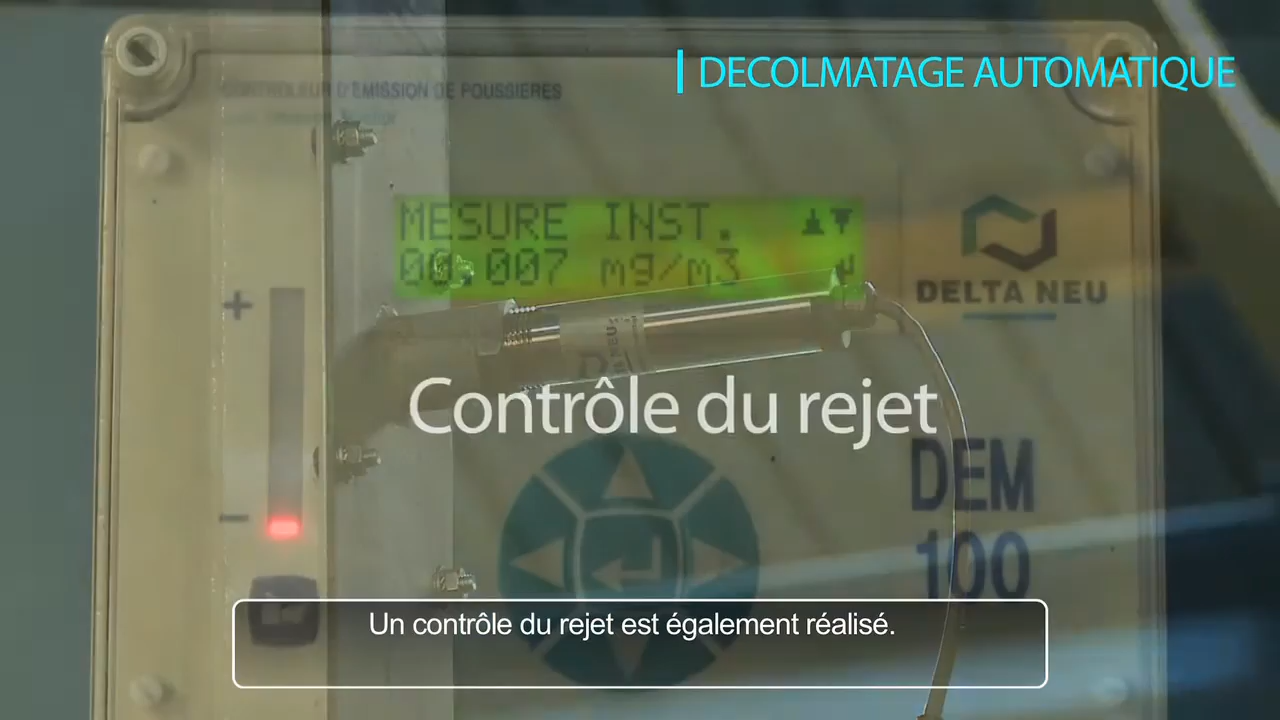 DECOLMATAGE AUTOMATIQUE
CONTROLEUR D'EMISSION DE POUSSIERES
MESURE INST.
00.007 mg/m3
DELTA NEU
+
NEU
Contrôle du rejet
DEM
100
−
Un contrôle du rejet est également réalisé.